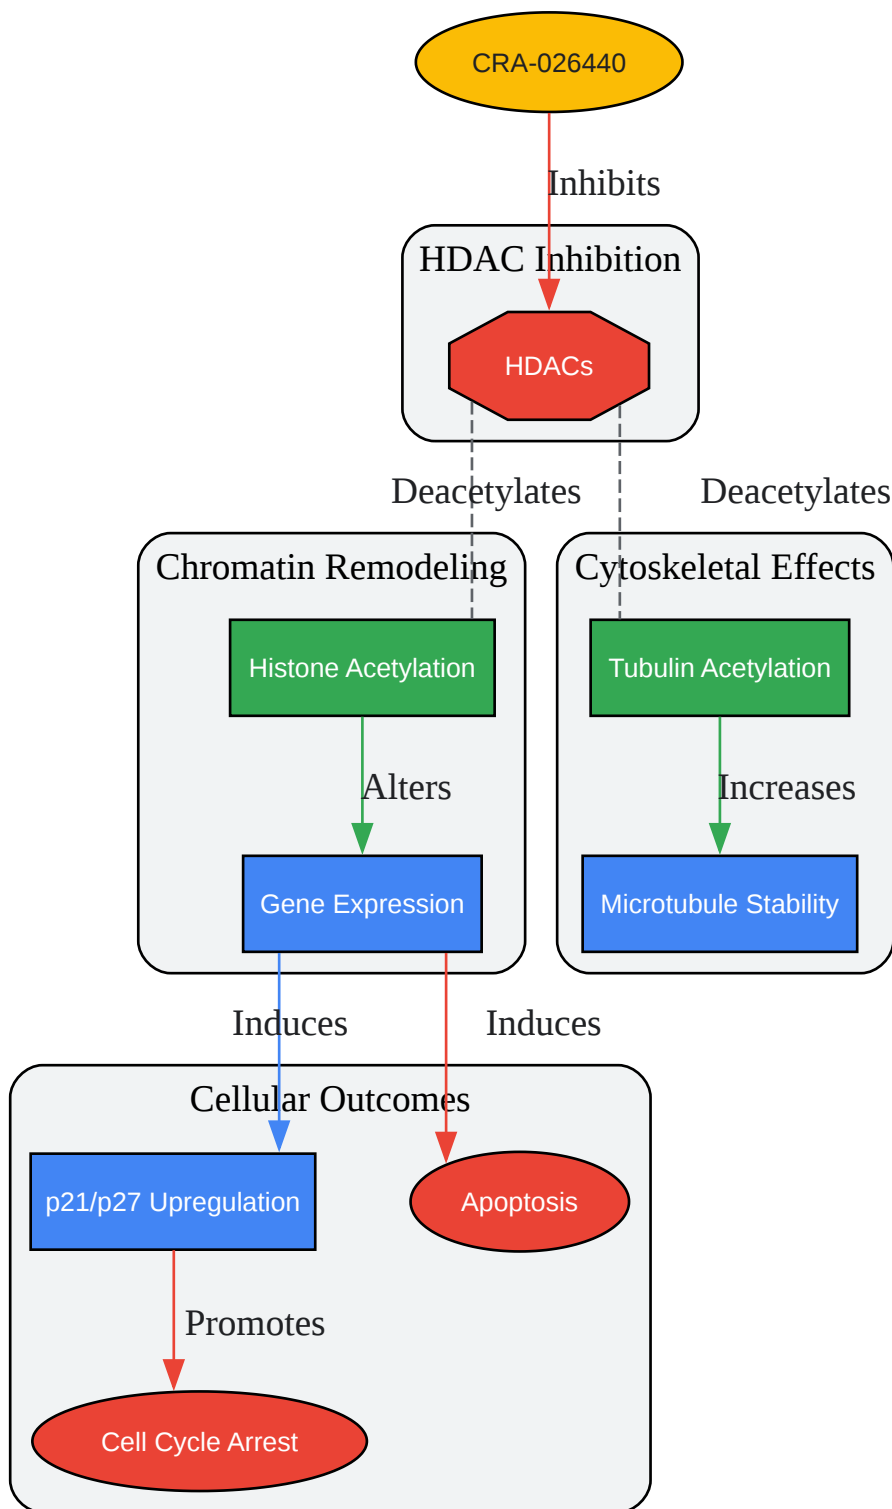 CRA-026440
Inhibits
HDAC Inhibition
HDACs
Deacetylates
Deacetylates
Chromatin Remodeling
Cytoskeletal Effects
Histone Acetylation
Tubulin Acetylation
Alters
Increases
Gene Expression
Microtubule Stability
Induces
Induces
Cellular Outcomes
p21/p27 Upregulation
Apoptosis
Promotes
Cell Cycle Arrest